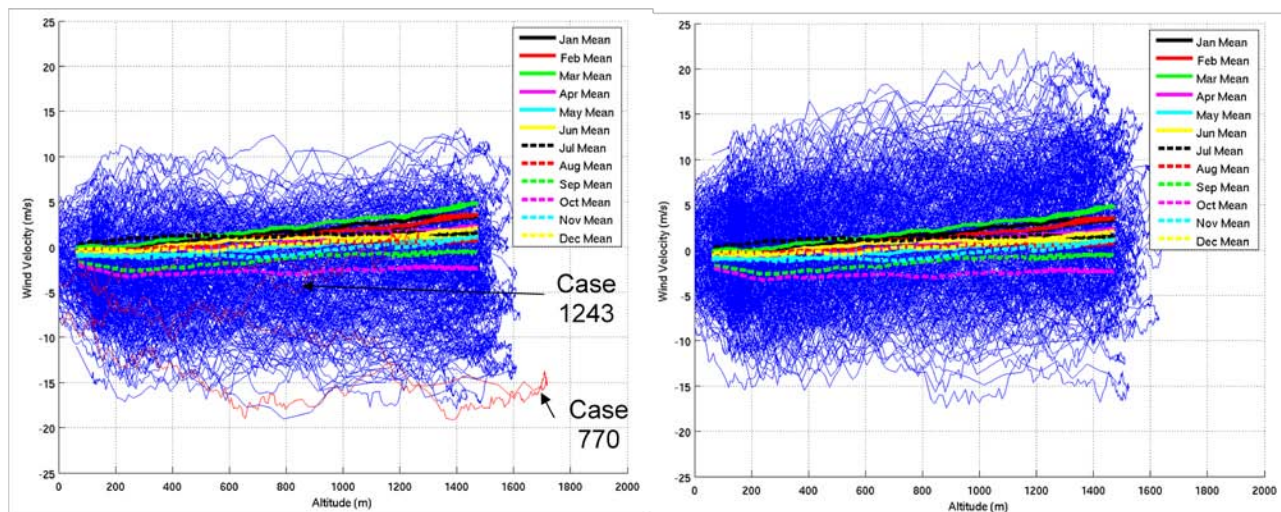 25
20
15
10
5
0
-5
-10
-15
-20
-25
Wind Velocity (m/s)
0 200 400 600 800 1000 1200 1400 1600 1800 2000
Altitude (m)
Jan Mean
Feb Mean
Mar Mean
Apr Mean
May Mean
Jun Mean
Jul Mean
Aug Mean
Sep Mean
Oct Mean
Nov Mean
Dec Mean
Case
1243
Case
770
25
20
15
10
5
0
-5
-10
-15
-20
-25
Wind Velocity (m/s)
0 200 400 600 800 1000 1200 1400 1600 1800 2000
Altitude (m)
Jan Mean
Feb Mean
Mar Mean
Apr Mean
May Mean
Jun Mean
Jul Mean
Aug Mean
Sep Mean
Oct Mean
Nov Mean
Dec Mean